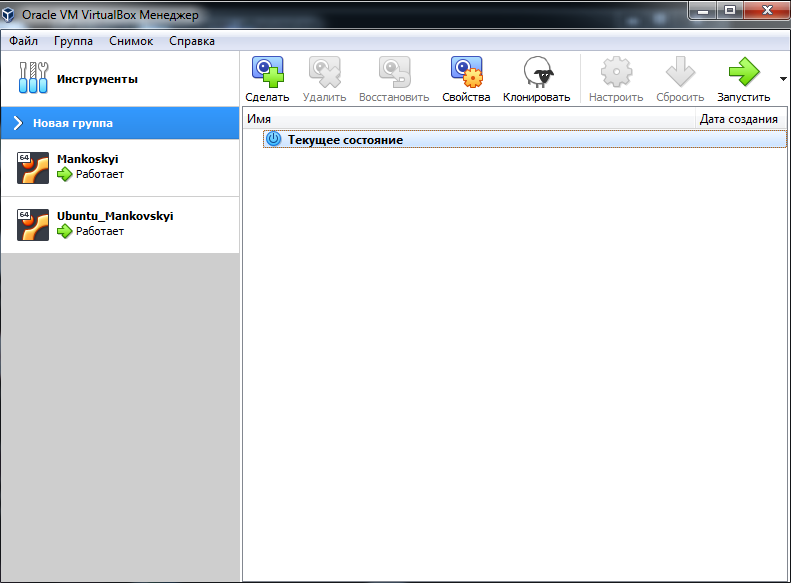 Oracle VM VirtualBox Менеджер
Файл Группа Снимок Справка
Инструменты
Сделать Удалить Восстановить Свойства Клонировать Настроить Сбросить Запустить
Новая группа
Имя Дата создания
Текущее состояние
64
Mankoskyi
Работает
64
Ubuntu_Mankovskyi
Работает